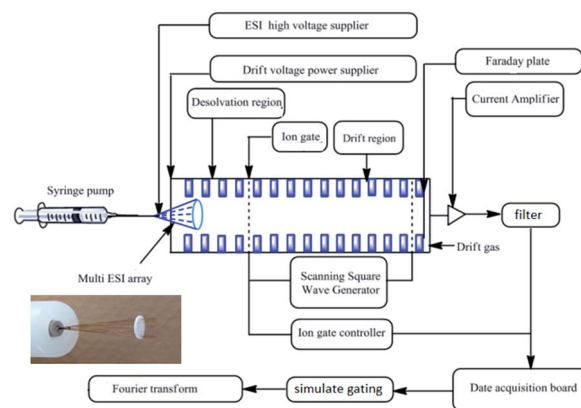 ESI high voltage supplier
Faraday plate
Drift voltage power supplier
Current Amplifier
Desolvation region
Ion gate
Drift region
Syringe pump
filter
Multi ESI array
Drift gas
Scanning Square
Wave Generator
Ion gate controller
Fourier transform
simulate gating
Date acquisition board